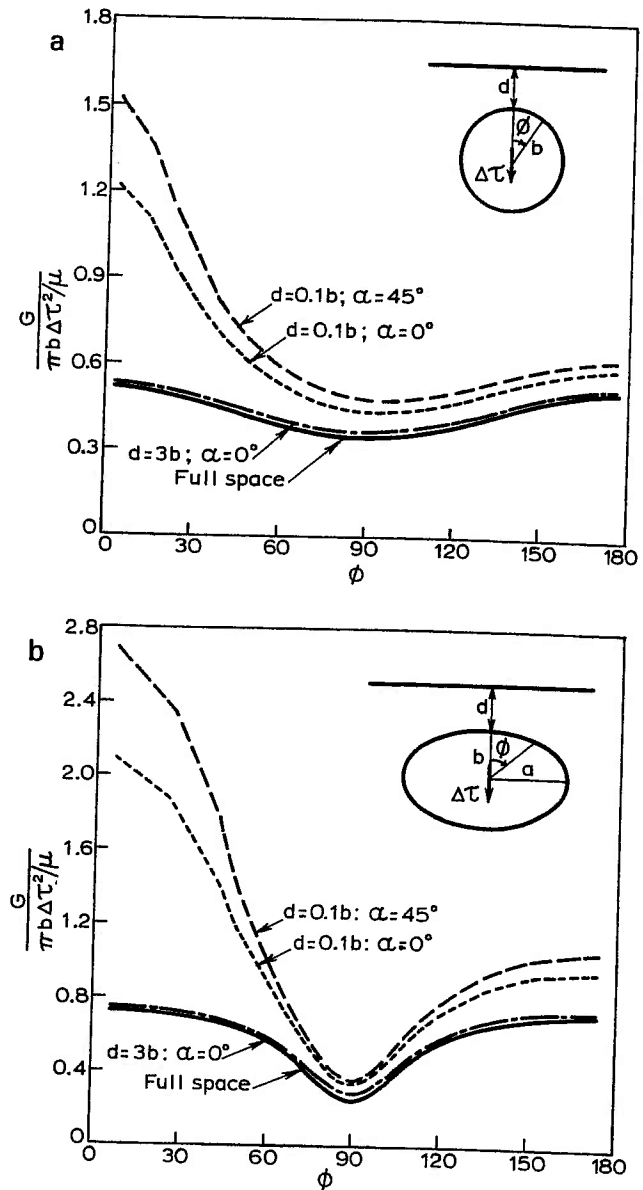 a
1.8
1.5
1.2
0.9
0.6
0.3
0
G
πbΔτ²/μ
d
ϕ
b
Δτ
d=0.1b; α=45°
d=0.1b; α=0°
d=3b; α=0°
Full space
0 30 60 90 120 150 180
ϕ
b
2.8
2.4
2.0
1.6
1.2
0.8
0.4
0
G
πbΔτ²/μ
d
b ϕ
a
Δτ
d=0.1b: α=45°
d=0.1b: α=0°
d=3b: α=0°
Full space
0 30 60 90 120 150 180
ϕ